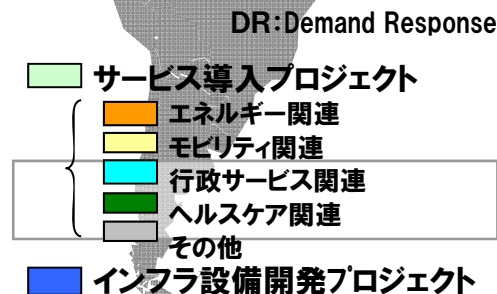 DR:Demand Response
サービス導入プロジェクト
エネルギー関連
モビリティ関連
行政サービス関連
ヘルスケア関連
その他
インフラ設備開発プロジェクト